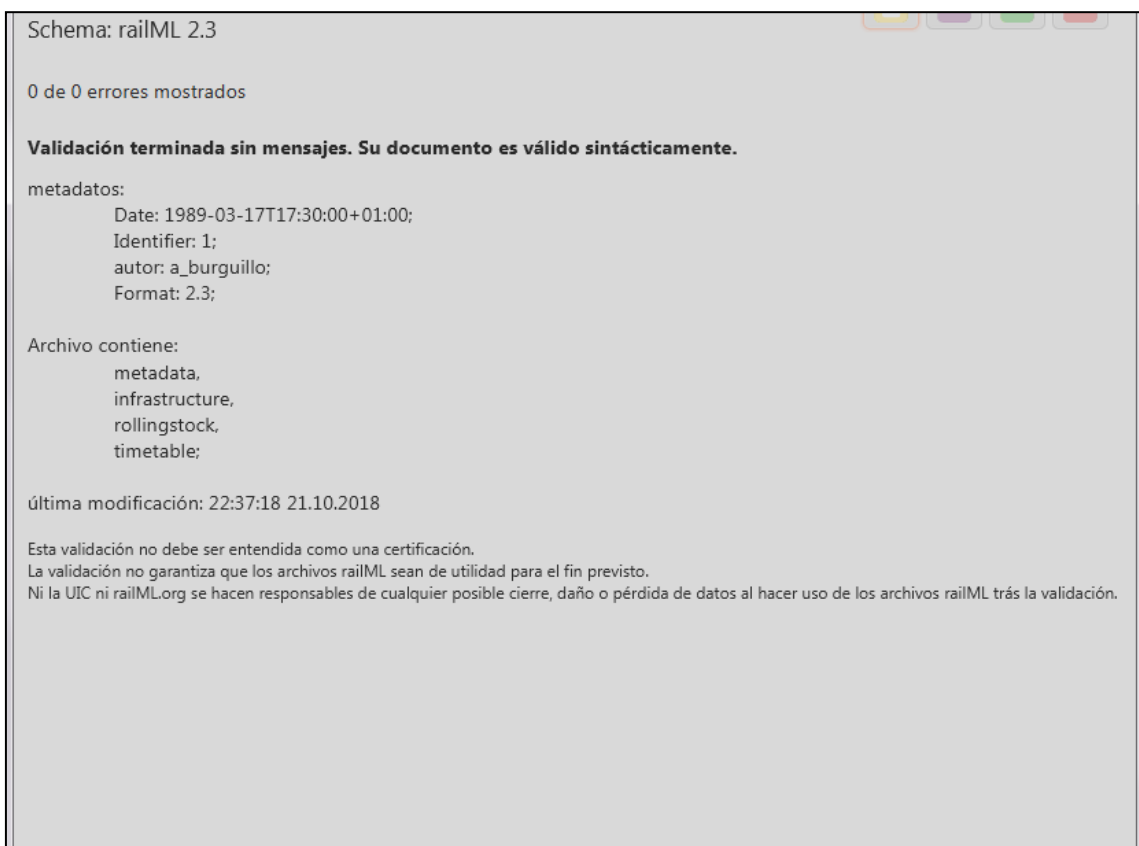 Schema: railML 2.3
0 de 0 errores mostrados
Validación terminada sin mensajes. Su documento es válido sintácticamente.
metadatos:
Date: 1989-03-17T17:30:00+01:00;
Identifier: 1;
autor: a_burguillo;
Format: 2.3;
Archivo contiene:
metadata,
infrastructure,
rollingstock,
timetable;
última modificación: 22:37:18 21.10.2018
Esta validación no debe ser entendida como una certificación.
La validación no garantiza que los archivos railML sean de utilidad para el fin previsto.
Ni la UIC ni railML.org se hacen responsables de cualquier posible cierre, daño o pérdida de datos al hacer uso de los archivos railML trás la validación.